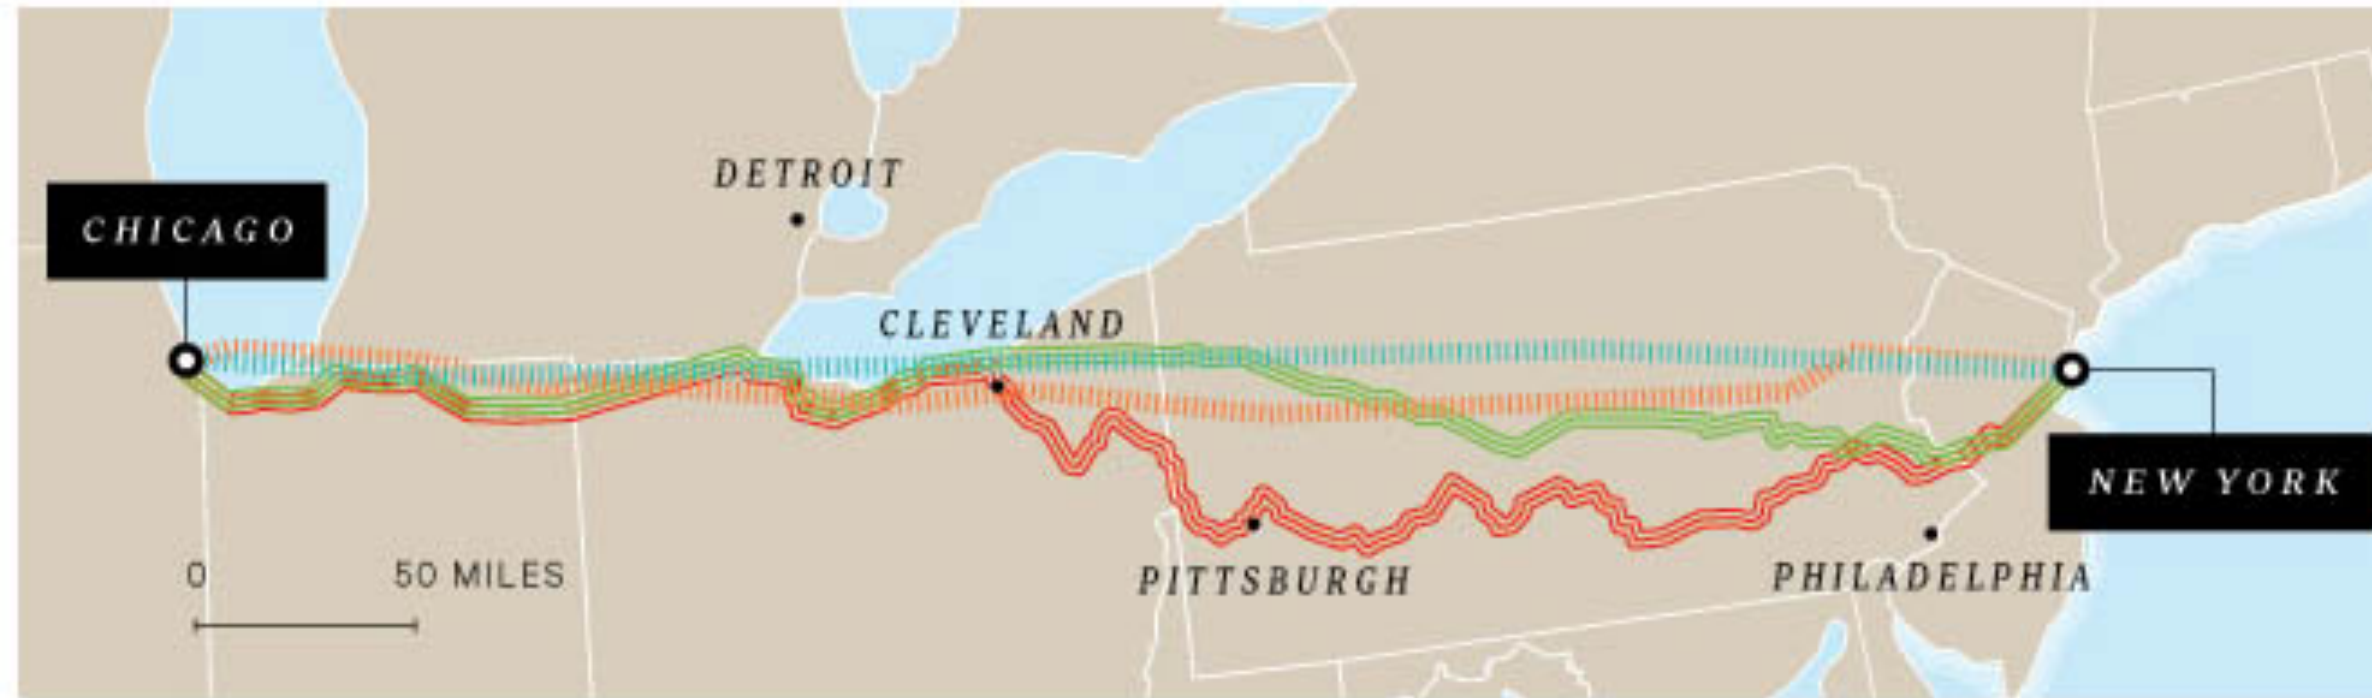 DETROIT
CHICAGO
CLEVELAND
NEW YORK
0 50 MILES
PITTSBURGH
PHILADELPHIA